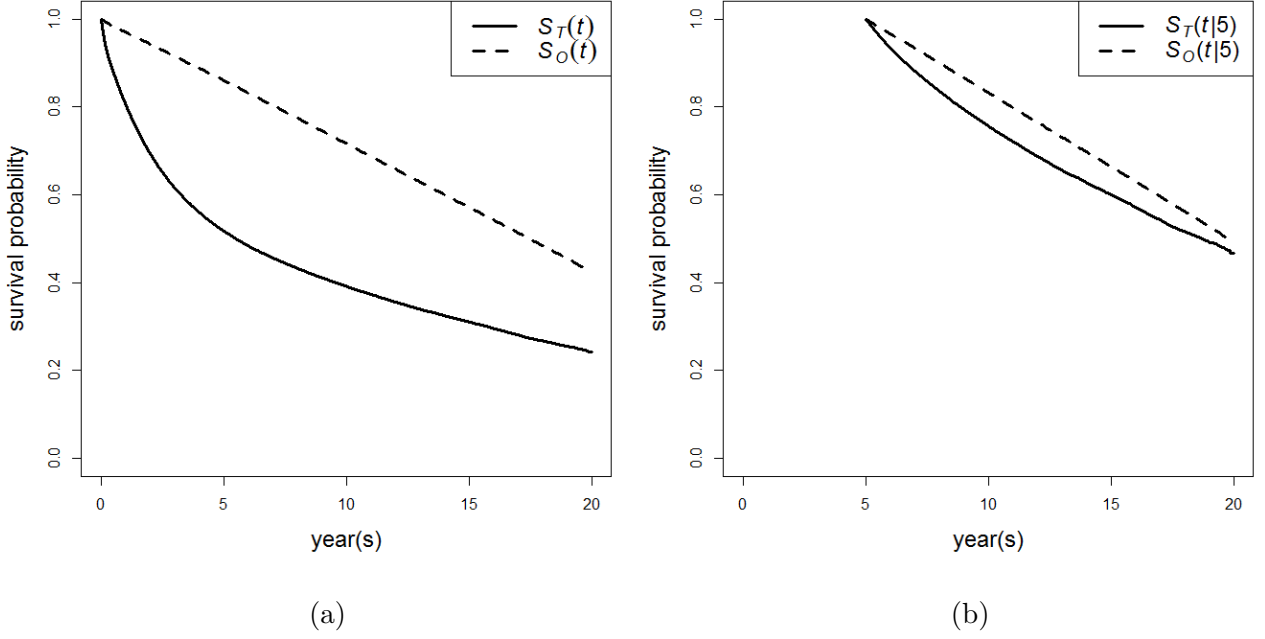 S_T(t)
S_O(t)
1.0
0.8
0.6
0.4
0.2
0.0
survival probability
0 5 10 15 20
year(s)
(a)
S_T(t|5)
S_O(t|5)
1.0
0.8
0.6
0.4
0.2
0.0
survival probability
0 5 10 15 20
year(s)
(b)